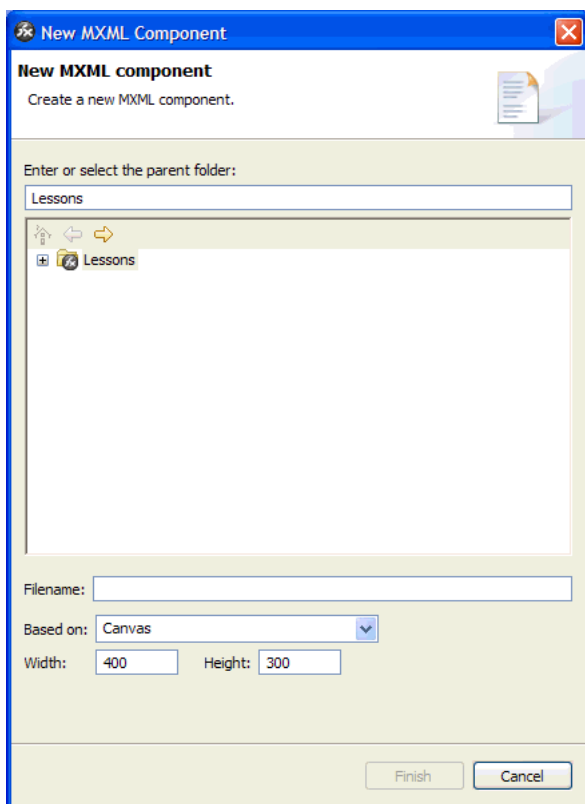 New MXML Component
New MXML component
Create a new MXML component.
Enter or select the parent folder:
Lessons
Lessons
Filename:
Based on: Canvas
Width: 400 Height: 300
Finish Cancel